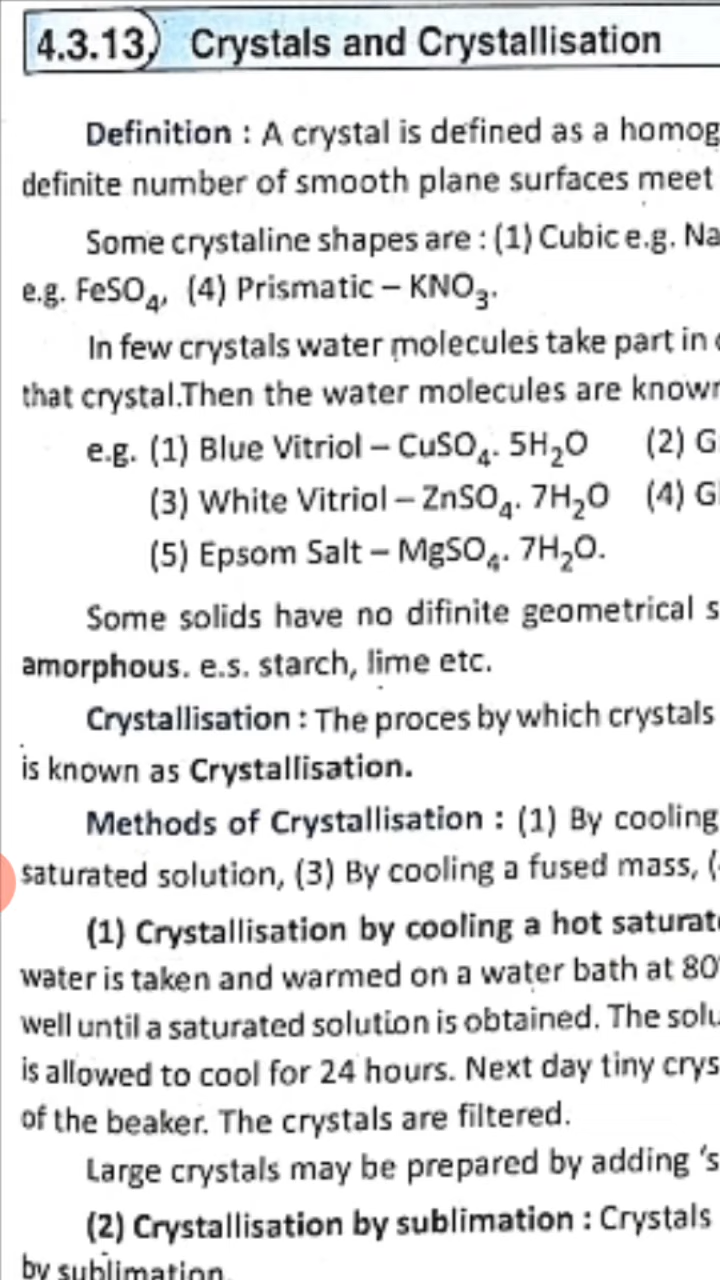 4.3.13 Crystals and Crystallisation
Definition : A crystal is defined as a homog
definite number of smooth plane surfaces meet
Some crystaline shapes are : (1) Cubic e.g. Na
e.g. FeSO₄, (4) Prismatic – KNO₃.
In few crystals water molecules take part in
that crystal.Then the water molecules are known
e.g. (1) Blue Vitriol – CuSO₄. 5H₂O (2) G
(3) White Vitriol – ZnSO₄. 7H₂O (4) Gl
(5) Epsom Salt – MgSO₄. 7H₂O.
Some solids have no difinite geometrical s
amorphous. e.s. starch, lime etc.
Crystallisation : The proces by which crystals
is known as Crystallisation.
Methods of Crystallisation : (1) By cooling
saturated solution, (3) By cooling a fused mass, (
(1) Crystallisation by cooling a hot saturate
water is taken and warmed on a water bath at 80°
well until a saturated solution is obtained. The solu
is allowed to cool for 24 hours. Next day tiny crys
of the beaker. The crystals are filtered.
Large crystals may be prepared by adding 's
(2) Crystallisation by sublimation : Crystals
by sublimation.